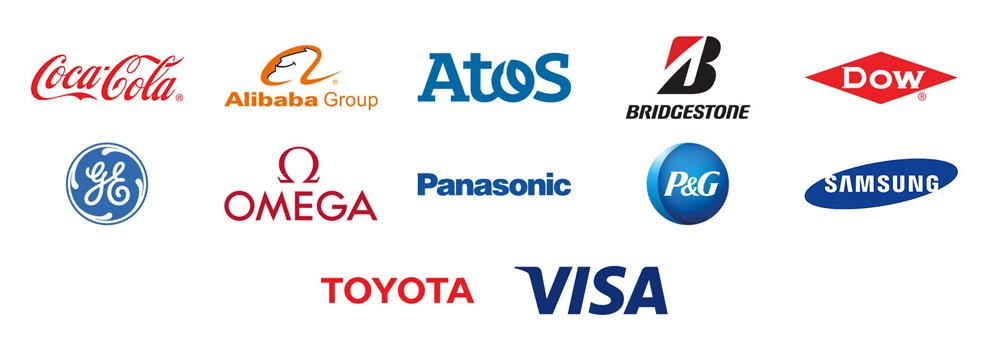 Coca-Cola®
Alibaba Group
®
Atos
BRIDGESTONE
Dow
®
GE
Ω
OMEGA
Panasonic
P&G
SAMSUNG
TOYOTA
VISA